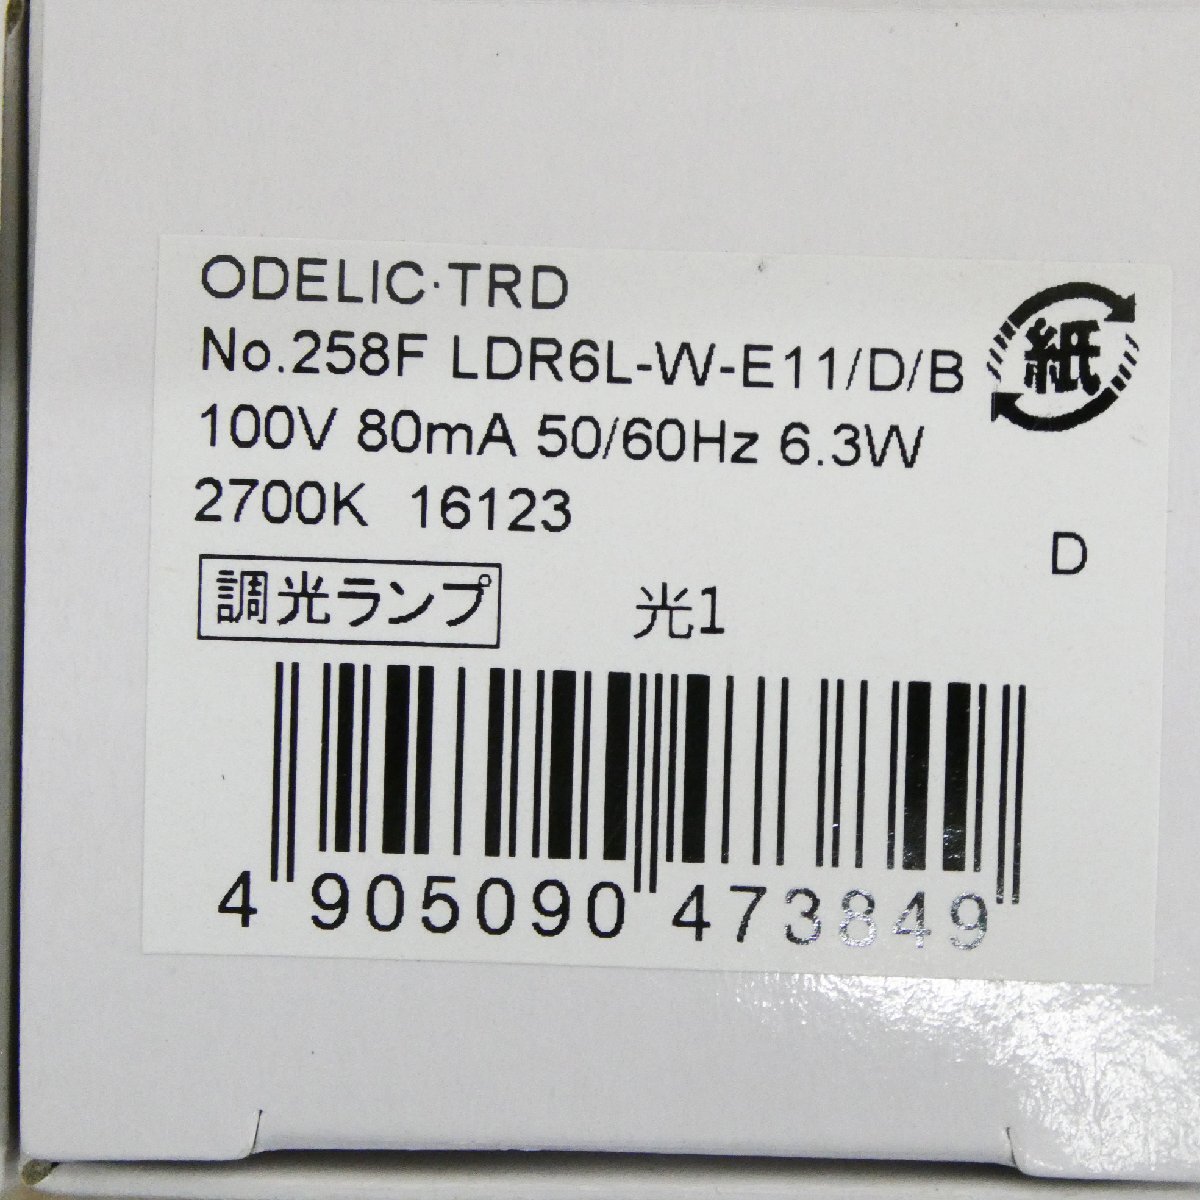 ODELIC·TRD
No.258F LDR6L-W-E11/D/B
紙
100V 80mA 50/60Hz 6.3W
2700K 16123
D
調光ランプ 光1
4 905090 473849